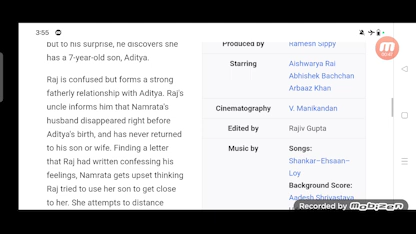 3:55
but to his surprise, he discovers she
has a 7-year-old son, Aditya.
Raj is confused but forms a strong
fatherly relationship with Aditya. Raj's
uncle informs him that Namrata's
husband disappeared right before
Aditya's birth, and has never returned
to his son or wife. Finding a letter
that Raj had written confessing his
feelings, Namrata gets upset thinking
Raj tried to use her son to get close
to her. She attempts to distance
Produced by Ramesh Sippy
Starring Aishwarya Rai
Abhishek Bachchan
Arbaaz Khan
Cinematography V. Manikandan
Edited by Rajiv Gupta
Music by Songs:
Shankar–Ehsaan–
Loy
Background Score:
Aadesh Shrivastava
Recorded by MOBIZEN